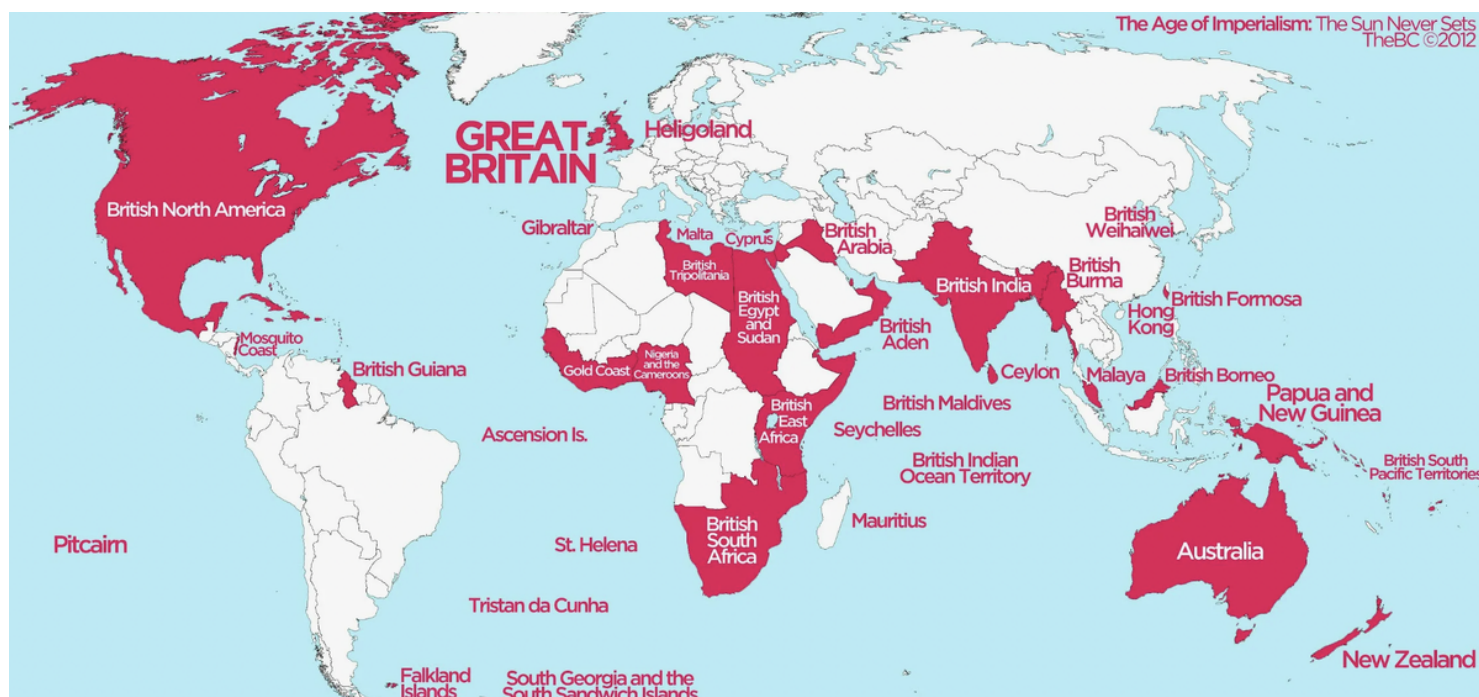 The Age of Imperialism: The Sun Never Sets
TheBC ©2012
GREAT
BRITAIN
Heligoland
British North America
Gibraltar
Malta
Cyprus
British
Arabia
British
Weihaiwei
British
Tripolitania
British
Egypt
and
Sudan
British India
British
Burma
British Formosa
Hong
Kong
Mosquito
Coast
British
Aden
British Guiana
Gold Coast
Nigeria
and the
Cameroons
Ceylon
Malaya
British Borneo
British
East
Africa
British Maldives
Papua and
New Guinea
Ascension Is.
Seychelles
British Indian
Ocean Territory
British South
Pacific Territories
Pitcairn
St. Helena
British
South
Africa
Mauritius
Australia
Tristan da Cunha
New Zealand
Falkland
Islands
South Georgia and the
South Sandwich Islands